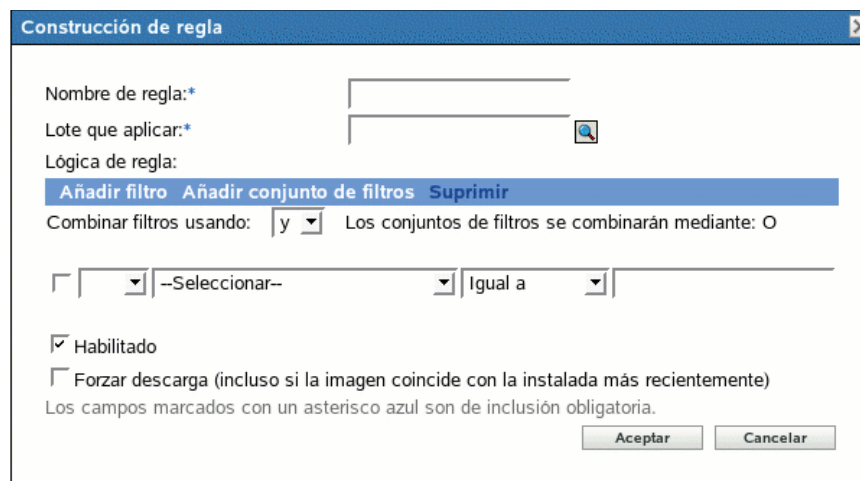 Construcción de regla
Nombre de regla:*
Lote que aplicar:*
Lógica de regla:
Añadir filtro Añadir conjunto de filtros Suprimir
Combinar filtros usando: y Los conjuntos de filtros se combinarán mediante: O
--Seleccionar-- Igual a
Habilitado
Forzar descarga (incluso si la imagen coincide con la instalada más recientemente)
Los campos marcados con un asterisco azul son de inclusión obligatoria.
Aceptar Cancelar